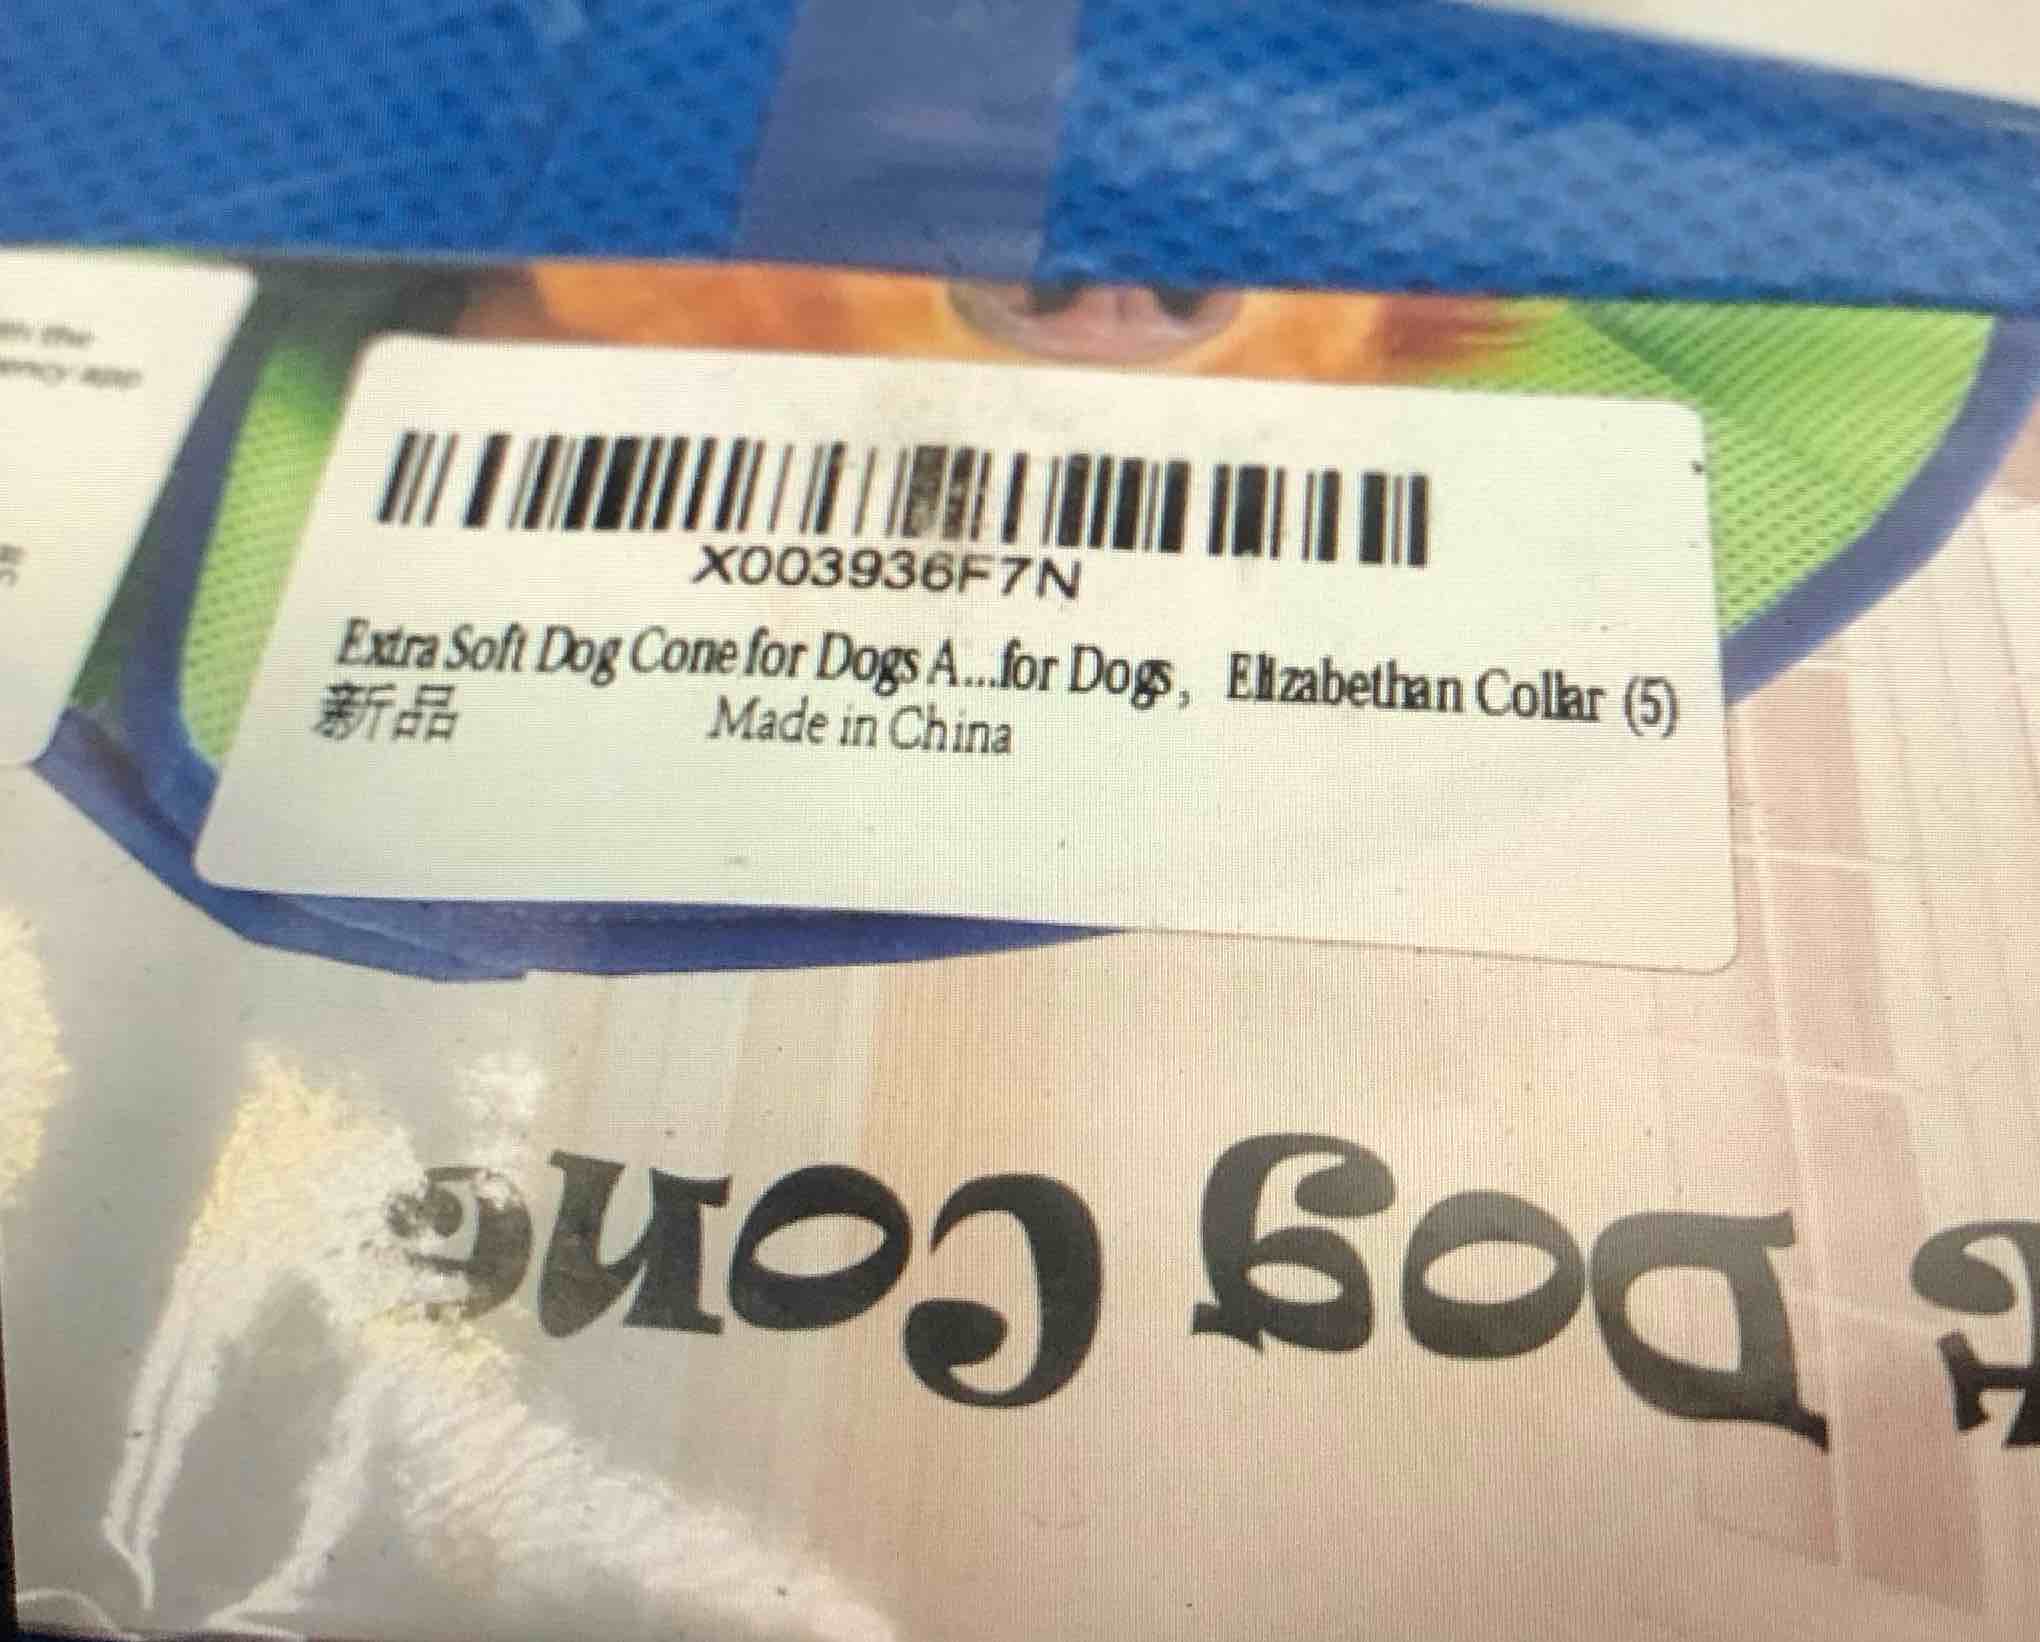 X003936F7N
Extra Soft Dog Cone for Dogs A...for Dogs, Elizabethan Collar (5)
新品 Made in China
Dog Cone